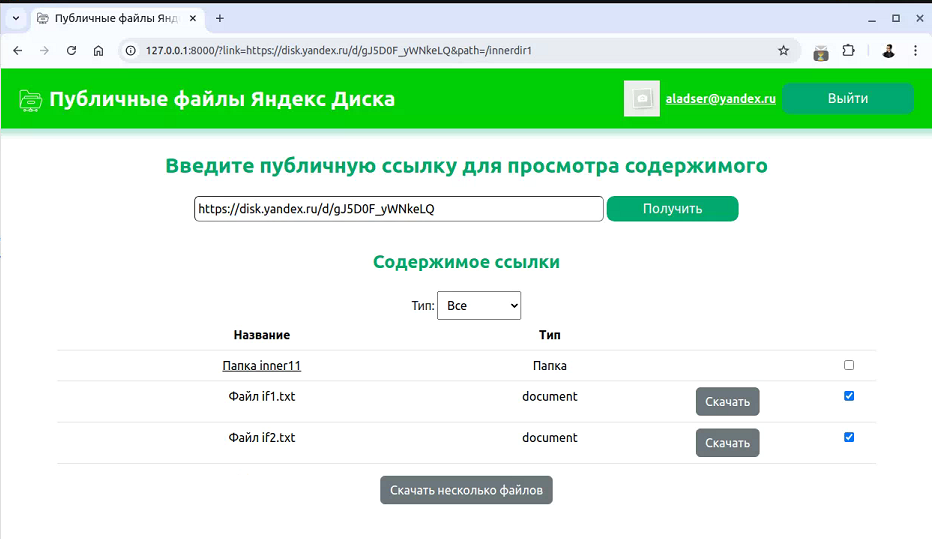 Публичные файлы Янд
127.0.0.1:8000/?link=https://disk.yandex.ru/d/gJ5D0F_yWNkeLQ&path=/innerdir1
Публичные файлы Яндекс Диска
aladser@yandex.ru
Выйти
Введите публичную ссылку для просмотра содержимого
https://disk.yandex.ru/d/gJ5D0F_yWNkeLQ
Получить
Содержимое ссылки
Тип: Все
Название Тип
Папка inner11 Папка
Файл if1.txt document Скачать
Файл if2.txt document Скачать
Скачать несколько файлов